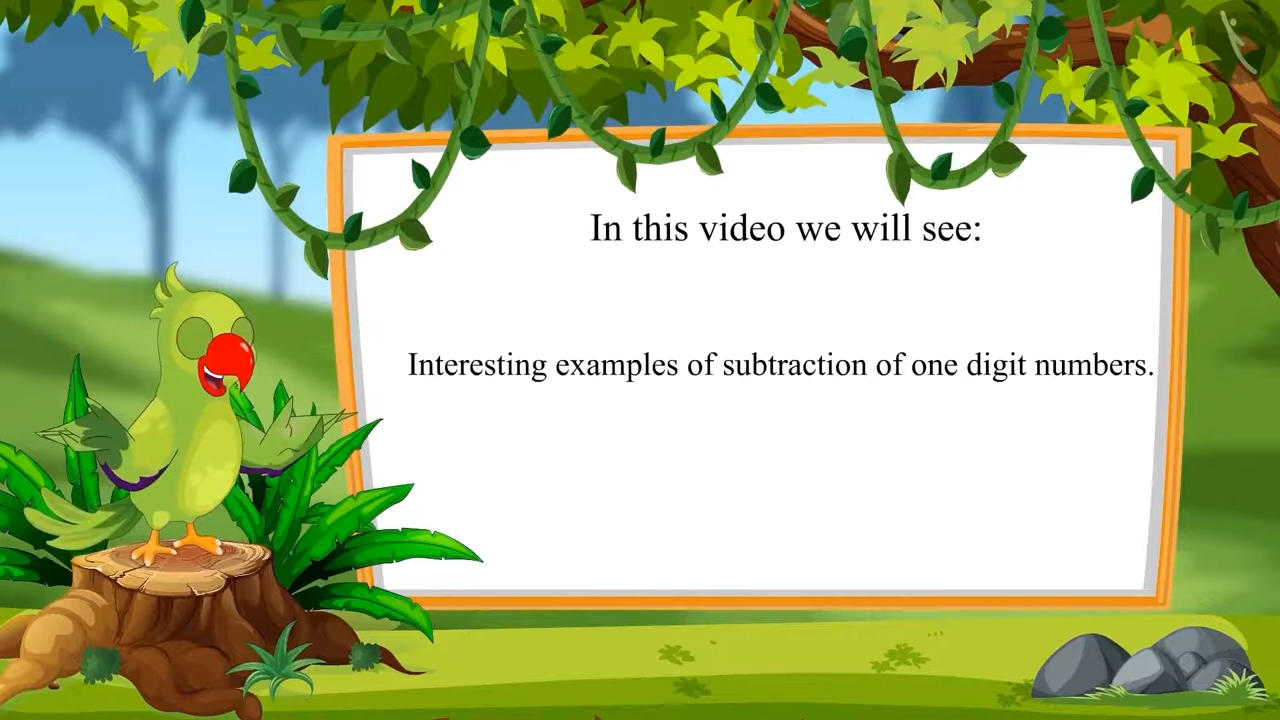 In this video we will see:
Interesting examples of subtraction of one digit numbers.